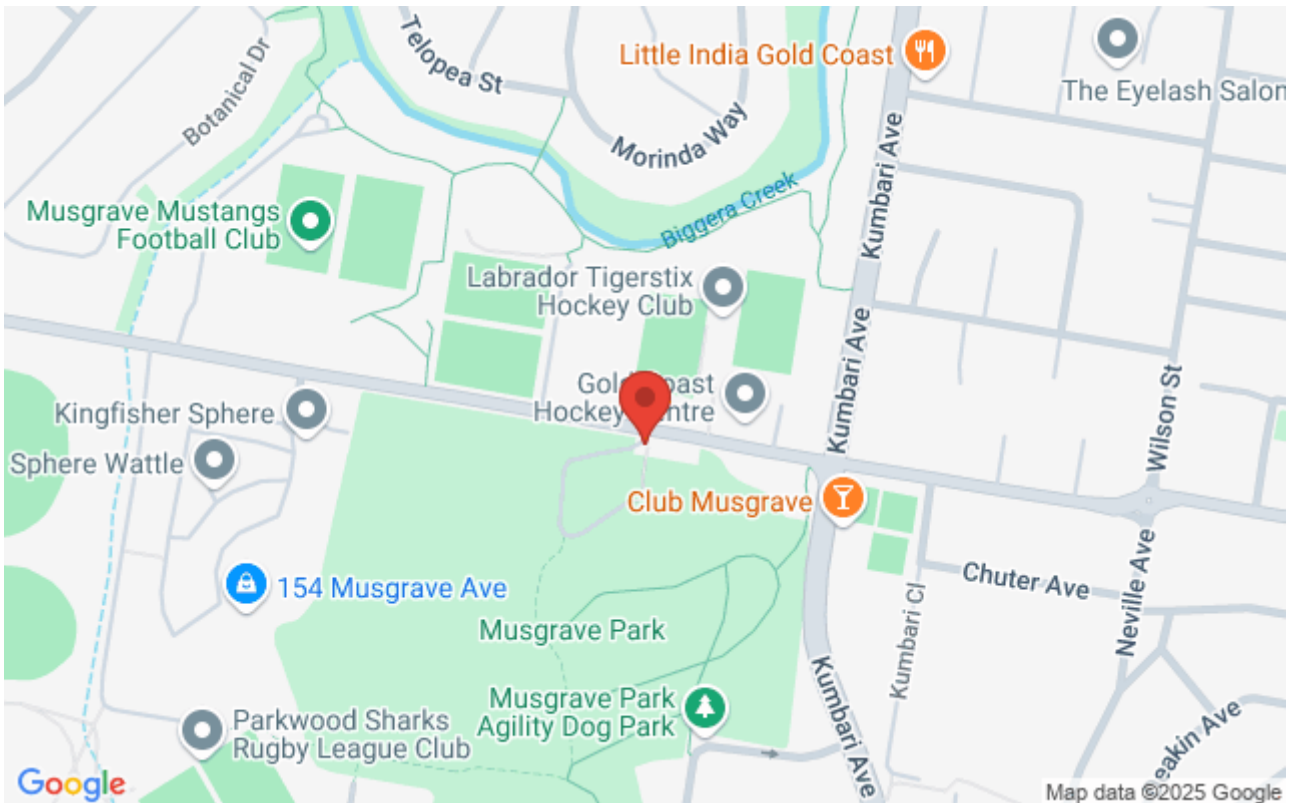 Telopea St
Little India Gold Coast
The Eyelash Salon
Botanical Dr
Morinda Way
Kumbari Ave
Biggera Creek
Musgrave Mustangs
Football Club
Labrador Tigerstix
Hockey Club
Kumbari Ave
Gold Coast
Hockey Centre
Kingfisher Sphere
Wilson St
Sphere Wattle
Club Musgrave
154 Musgrave Ave
Chuter Ave
Kumbari Cl
Neville Ave
Musgrave Park
Musgrave Park
Agility Dog Park
Kumbari Ave
Parkwood Sharks
Rugby League Club
eakin Ave
Google
Map data ©2025 Google